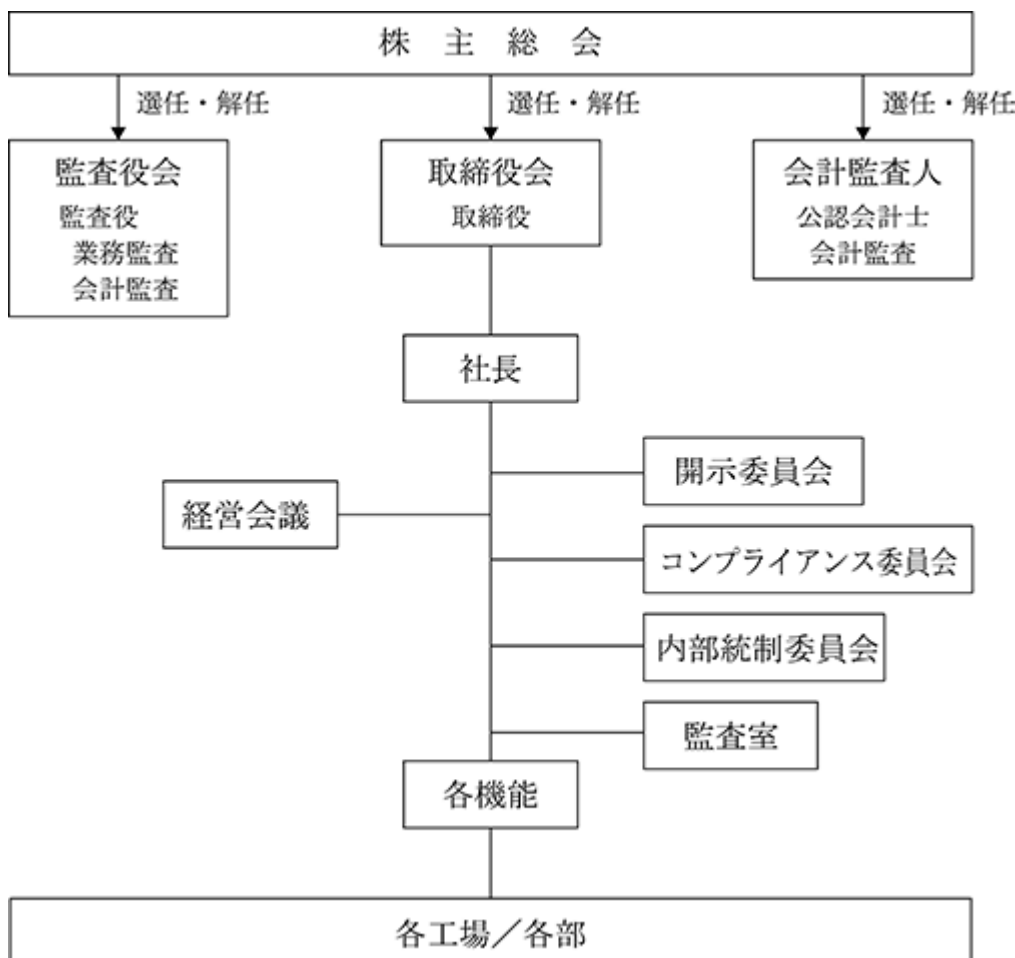 株主総会
選任・解任
選任・解任
選任・解任
監査役会
監査役
業務監査
会計監査
取締役会
取締役
会計監査人
公認会計士
会計監査
社長
開示委員会
経営会議
コンプライアンス委員会
内部統制委員会
監査室
各機能
各工場／各部